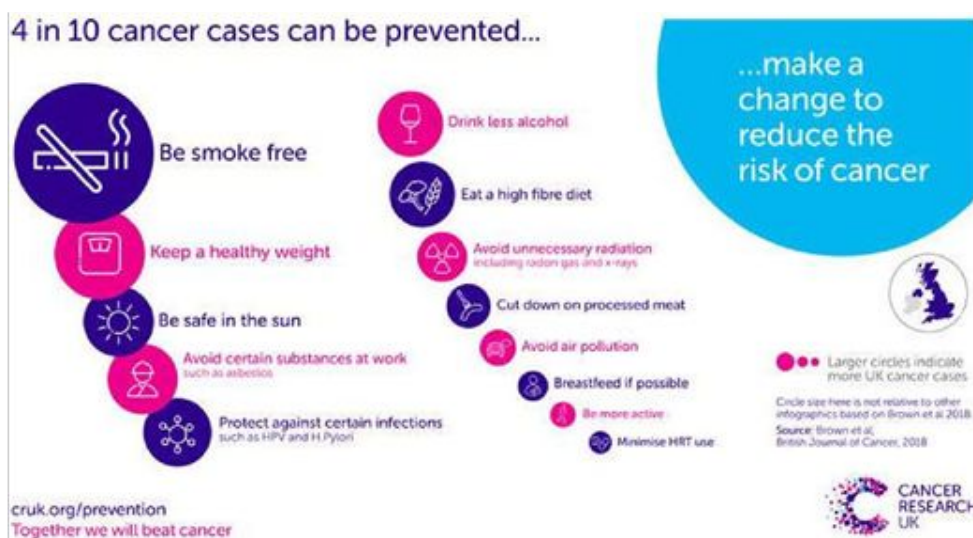 4 in 10 cancer cases can be prevented...
...make a
change to
reduce the
risk of cancer
Be smoke free
Keep a healthy weight
Be safe in the sun
Avoid certain substances at work
such as asbestos
Protect against certain infections
such as HPV and H.Pylori
Drink less alcohol
Eat a high fibre diet
Avoid unnecessary radiation
including radon gas and x-rays
Cut down on processed meat
Avoid air pollution
Breastfeed if possible
Be more active
Minimise HRT use
Larger circles indicate
more UK cancer cases
Circle size here is not relative to other
infographics based on Brown et al 2018.
Source: Brown et al,
British Journal of Cancer, 2018
cruk.org/prevention
Together we will beat cancer
CANCER
RESEARCH
UK